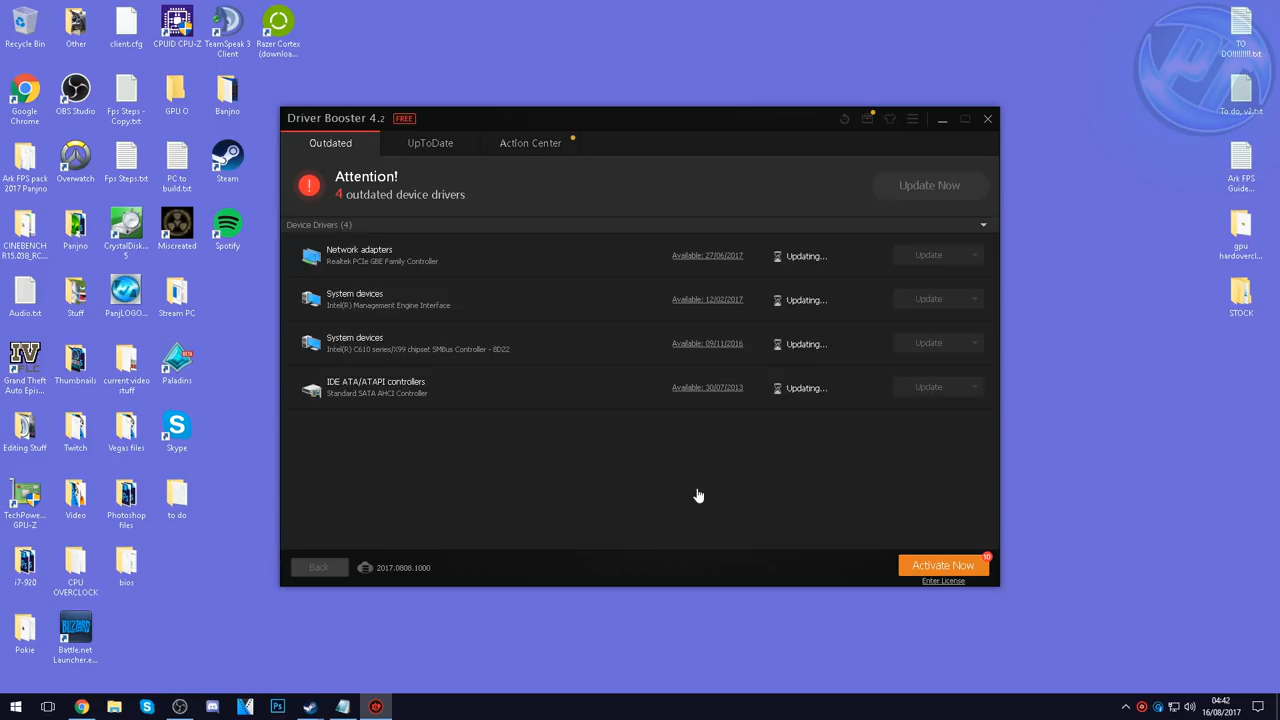 Recycle Bin
Other
client.cfg
CPUID CPU-Z
TeamSpeak 3
Client
Razer Cortex
(downloa...
Google
Chrome
OBS Studio
Fps Steps -
Copy.txt
GPU O
Banjno
Ark FPS pack
2017 Panjno
Overwatch
Fps Steps.txt
PC to
build.txt
Steam
CINEBENCH
R15.038_RC...
Panjno
CrystalDisk...
5
Miscreated
Spotify
Audio.txt
Stuff
PanjLOGO...
Stream PC
Grand Theft
Auto Epis...
Thumbnails
current video
stuff
Paladins
Editing Stuff
Twitch
Vegas files
Skype
TechPowe...
GPU-Z
Video
Photoshop
files
to do
i7-920
CPU
OVERCLOCK
bios
Pokie
Battle.net
Launcher.e...
TO
DO!!!!!!!!!.txt
To do, v2.txt
Ark FPS
Guide...
gpu
hardovercl...
STOCK
Driver Booster 4.2 FREE
Outdated
UpToDate
Action Center
Attention!
4 outdated device drivers
Update Now
Device Drivers (4)
Network adapters
Realtek PCIe GBE Family Controller
Available: 27/06/2017
Updating...
Update
System devices
Intel(R) Management Engine Interface
Available: 12/02/2017
Updating...
Update
System devices
Intel(R) C610 series/X99 chipset SMBus Controller - 8D22
Available: 09/11/2016
Updating...
Update
IDE ATA/ATAPI controllers
Standard SATA AHCI Controller
Available: 30/07/2013
Updating...
Update
Back
2017.0808.1000
Activate Now
10
Enter License
04:42
16/08/2017